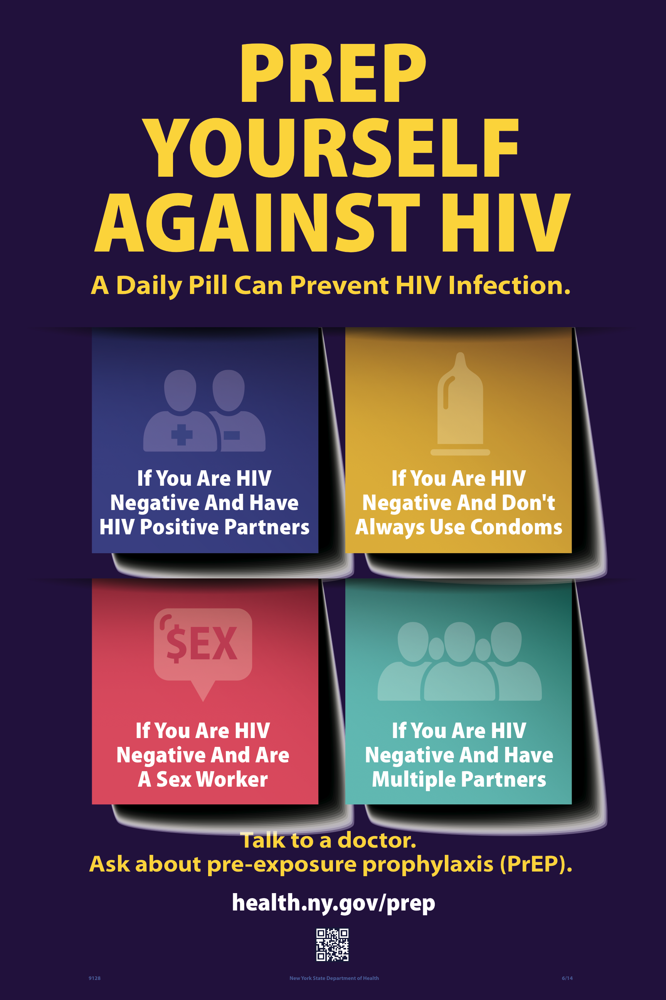 PREP
YOURSELF
AGAINST HIV
A Daily Pill Can Prevent HIV Infection.
If You Are HIV
Negative And Have
HIV Positive Partners
If You Are HIV
Negative And Don't
Always Use Condoms
$EX
If You Are HIV
Negative And Are
A Sex Worker
If You Are HIV
Negative And Have
Multiple Partners
Talk to a doctor.
Ask about pre-exposure prophylaxis (PrEP).
health.ny.gov/prep
9128
New York State Department of Health
6/14